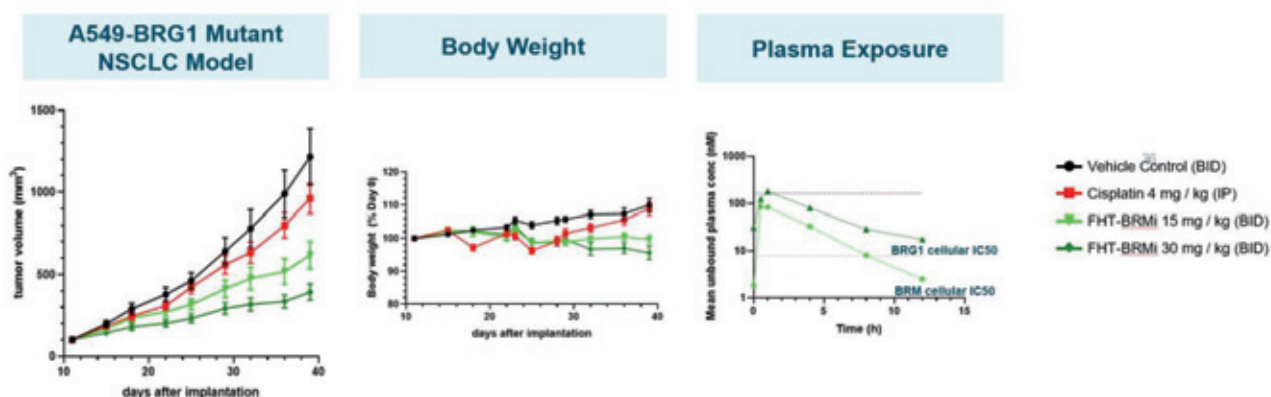 A549-BRG1 Mutant
NSCLC Model
Body Weight
Plasma Exposure
tumor volume (mm³)
1500
1000
500
0
10
20
30
40
days after implantation
Body weight (% Day 0)
120
110
100
90
80
10
20
30
40
days after implantation
Mean unbound plasma conc (nM)
1000
100
10
1
0
5
10
15
Time (h)
BRG1 cellular IC50
BRM cellular IC50
Vehicle Control (BID)
Cisplatin 4 mg / kg (IP)
FHT-BRMi 15 mg / kg (BID)
FHT-BRMi 30 mg / kg (BID)